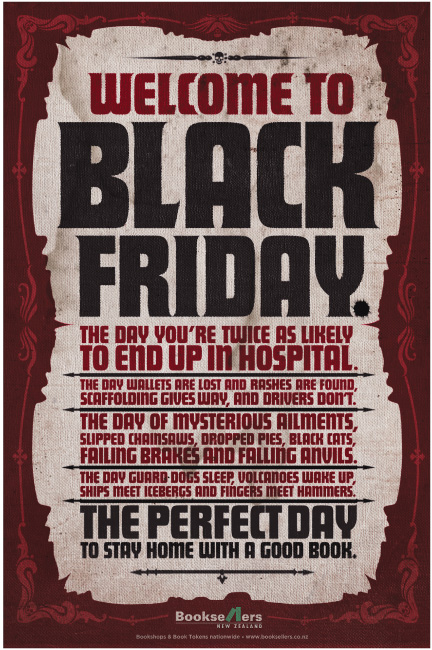 WELCOME TO
BLACK
FRIDAY.
THE DAY YOU'RE TWICE AS LIKELY
TO END UP IN HOSPITAL.
THE DAY WALLETS ARE LOST AND RASHES ARE FOUND,
SCAFFOLDING GIVES WAY, AND DRIVERS DON'T.
THE DAY OF MYSTERIOUS AILMENTS,
SLIPPED CHAINSAWS, DROPPED PIES, BLACK CATS,
FAILING BRAKES AND FALLING ANVILS.
THE DAY GUARD DOGS SLEEP, VOLCANOES WAKE UP,
SHIPS MEET ICEBERGS AND FINGERS MEET HAMMERS.
THE PERFECT DAY
TO STAY HOME WITH A GOOD BOOK.
Booksellers
NEW ZEALAND
Bookshops & Book Tokens nationwide • www.booksellers.co.nz